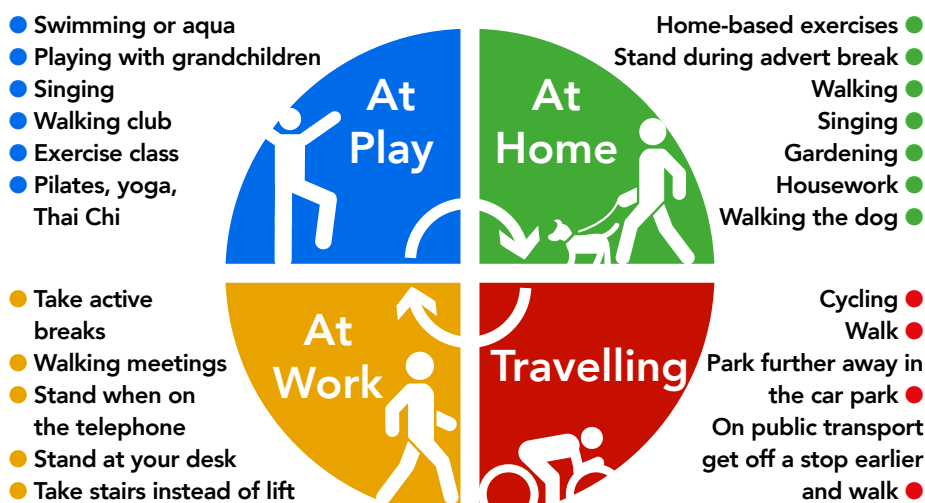 Swimming or aqua
Playing with grandchildren
Singing
Walking club
Exercise class
Pilates, yoga,
Thai Chi
At
Play
At
Home
Home-based exercises
Stand during advert break
Walking
Singing
Gardening
Housework
Walking the dog
Take active
breaks
Walking meetings
Stand when on
the telephone
Stand at your desk
Take stairs instead of lift
At
Work
Travelling
Cycling
Walk
Park further away in
the car park
On public transport
get off a stop earlier
and walk